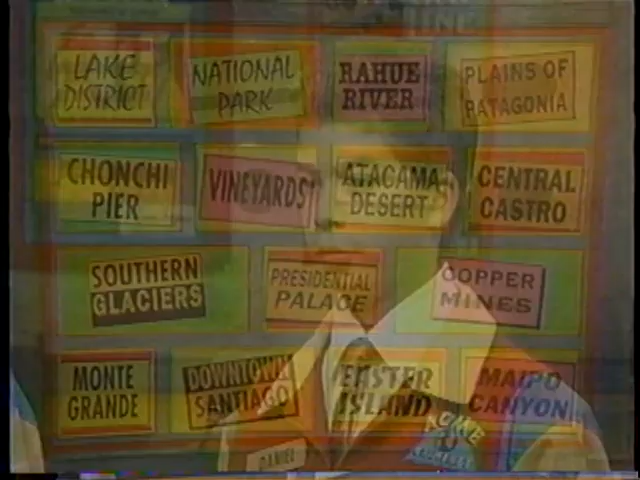 LAKE DISTRICT
NATIONAL PARK
RAHUE RIVER
PLAINS OF PATAGONIA
CHONCHI PIER
VINEYARDS
ATACAMA DESERT
CENTRAL CASTRO
SOUTHERN GLACIERS
PRESIDENTIAL PALACE
COPPER MINES
MONTE GRANDE
DOWNTOWN SANTIAGO
EASTER ISLAND
MAIPO CANYON
ACME
DANIEL